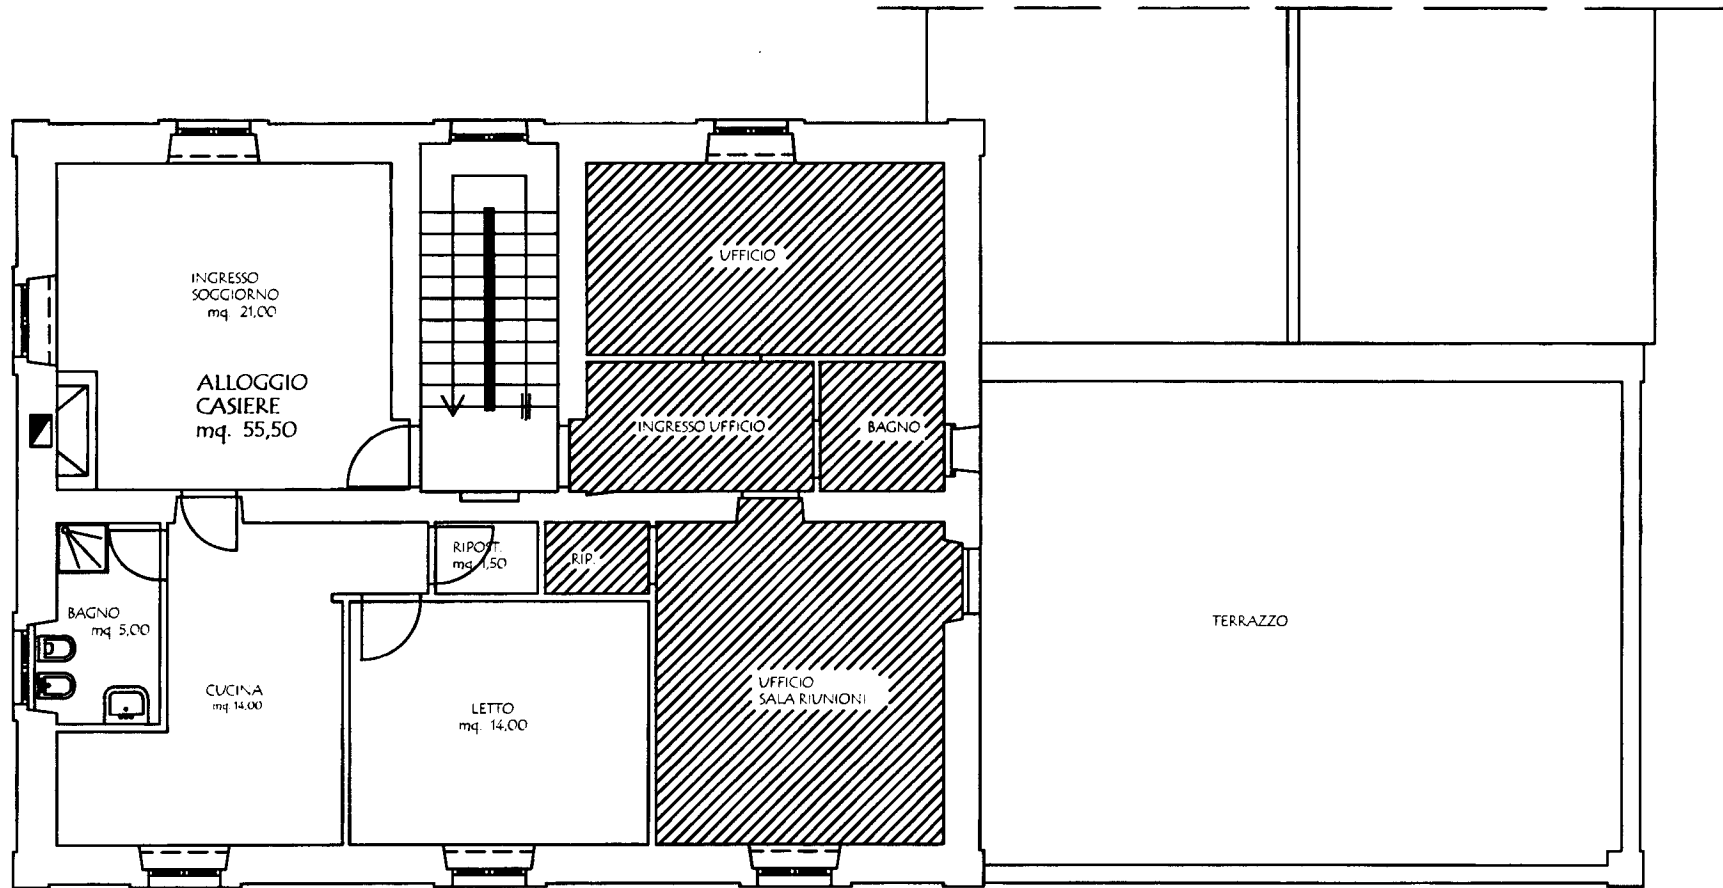 INGRESSO
SOGGIORNO
mq. 21,00
ALLOGGIO
CASIERE
mq. 55,50
UFFICIO
INGRESSO UFFICIO
BAGNO
RIPOST.
mq. 1,50
RIP.
BAGNO
mq. 5,00
CUCINA
mq. 14,00
LETTO
mq. 14,00
UFFICIO
SALA RIUNIONI
TERRAZZO